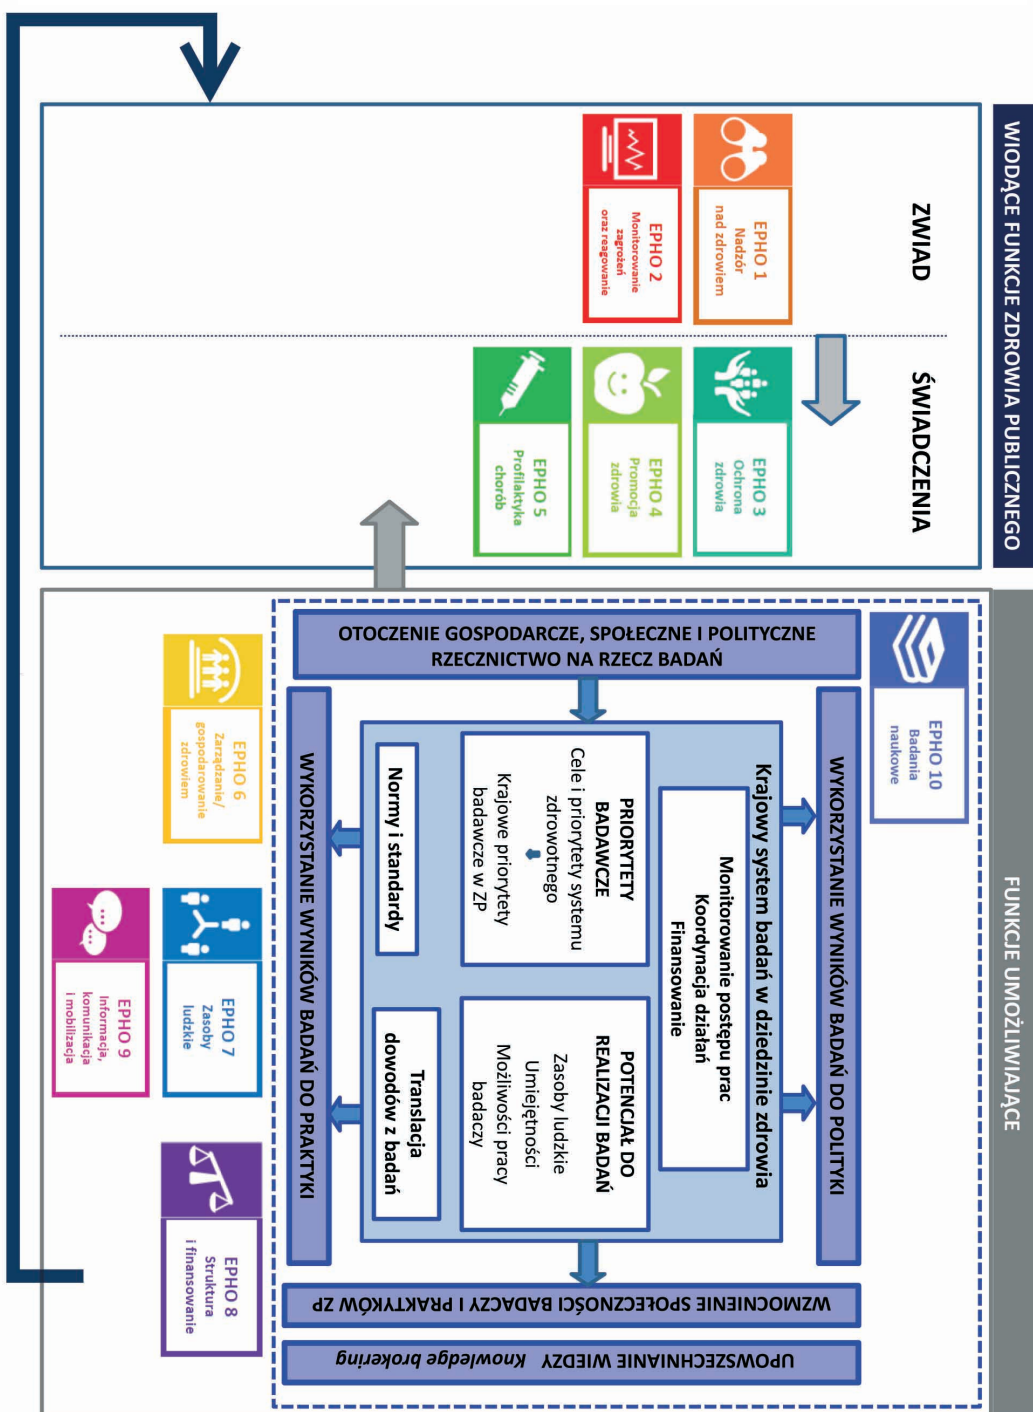 WIODĄCE FUNKCJE ZDROWIA PUBLICZNEGO
ZWIAD
ŚWIADCZENIA
EPHO 1
Nadzór
nad zdrowiem
EPHO 2
Monitorowanie
zagrożeń
oraz reagowanie
EPHO 3
Ochrona
zdrowia
EPHO 4
Promocja
zdrowia
EPHO 5
Profilaktyka
chorób
FUNKCJE UMOŻLIWIAJĄCE
EPHO 10
Badania
naukowe
OTOCZENIE GOSPODARCZE, SPOŁECZNE I POLITYCZNE
RZECZNICTWO NA RZECZ BADAŃ
WYKORZYSTANIE WYNIKÓW BADAŃ DO POLITYKI
Krajowy system badań w dziedzinie zdrowia
Monitorowanie postępu prac
Koordynacja działań
Finansowanie
PRIORYTETY
BADAWCZE
Cele i priorytety systemu
zdrowotnego
Krajowe priorytety
badawcze w ZP
POTENCJAŁ DO
REALIZACJI BADAŃ
Zasoby ludzkie
Umiejętności
Możliwości pracy
badaczy
Normy i standardy
Translacja
dowodów z badań
WYKORZYSTANIE WYNIKÓW BADAŃ DO PRAKTYKI
WZMOCNIENIE SPOŁECZNOŚCI BADACZY I PRAKTYKÓW ZP
UPOWSZECHNIANIE WIEDZY Knowledge brokering
EPHO 6
Zarządzanie/
gospodarowanie
zdrowiem
EPHO 7
Zasoby
ludzkie
EPHO 8
Struktura
i finansowanie
EPHO 9
Informacja,
komunikacja
i mobilizacja